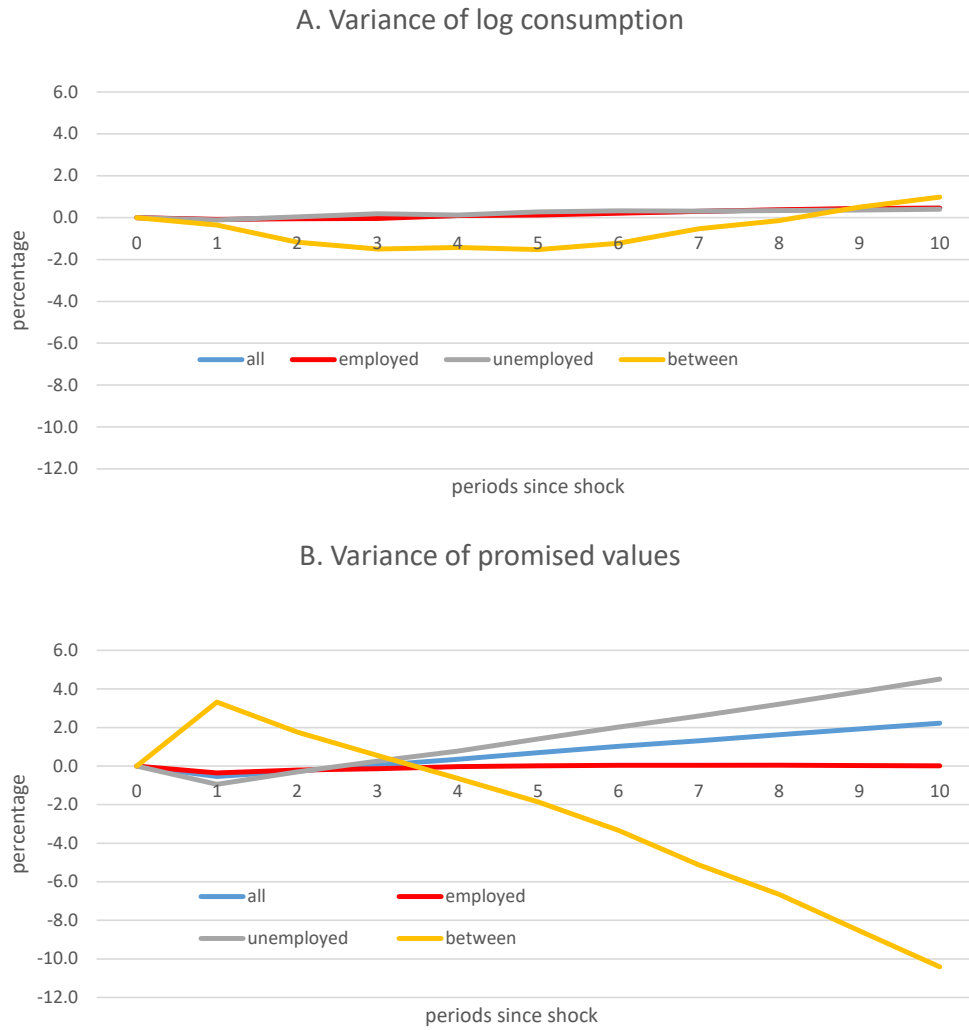 A. Variance of log consumption
6.0
4.0
2.0
0.0
0 1 2 3 4 5 6 7 8 9 10
-2.0
-4.0
-6.0
all employed unemployed between
-8.0
-10.0
-12.0
percentage
periods since shock
B. Variance of promised values
6.0
4.0
2.0
0.0
0 1 2 3 4 5 6 7 8 9 10
-2.0
-4.0
-6.0
all employed
-8.0
unemployed between
-10.0
-12.0
percentage
periods since shock